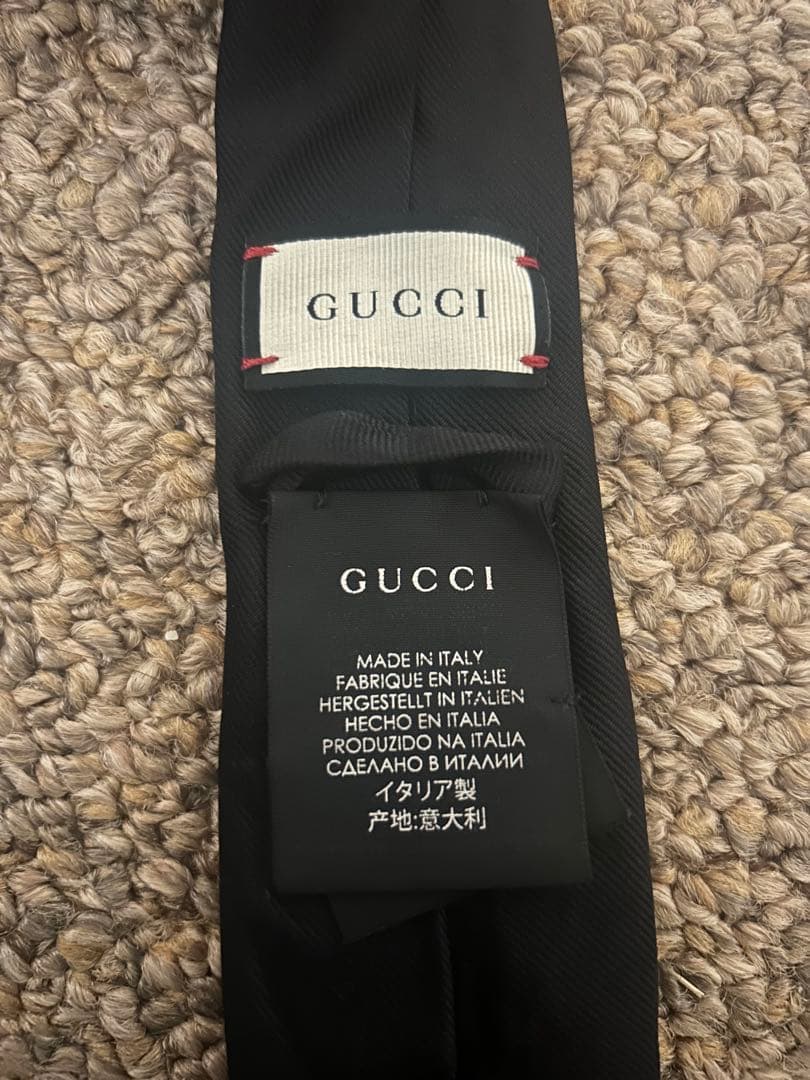 GUCCI
GUCCI
MADE IN ITALY
FABRIQUE EN ITALIE
HERGESTELLT IN ITALIEN
HECHO EN ITALIA
PRODUZIDO NA ITALIA
СДЕЛАНО В ИТАЛИИ
イタリア製
产地:意大利